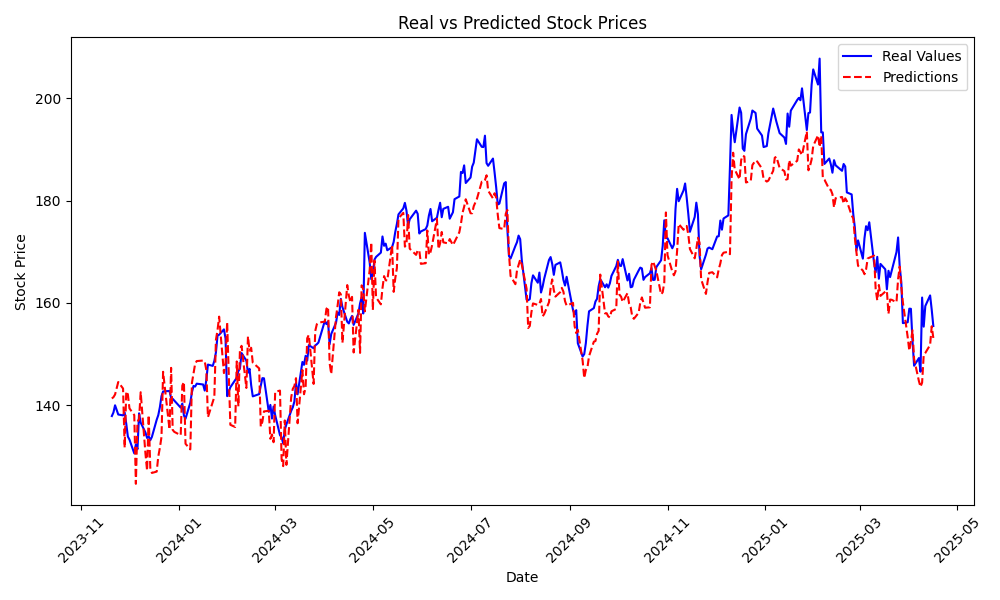 Real vs Predicted Stock Prices
Real Values
Predictions
Stock Price
200
180
160
140
2023-11
2024-01
2024-03
2024-05
2024-07
2024-09
2024-11
2025-01
2025-03
2025-05
Date